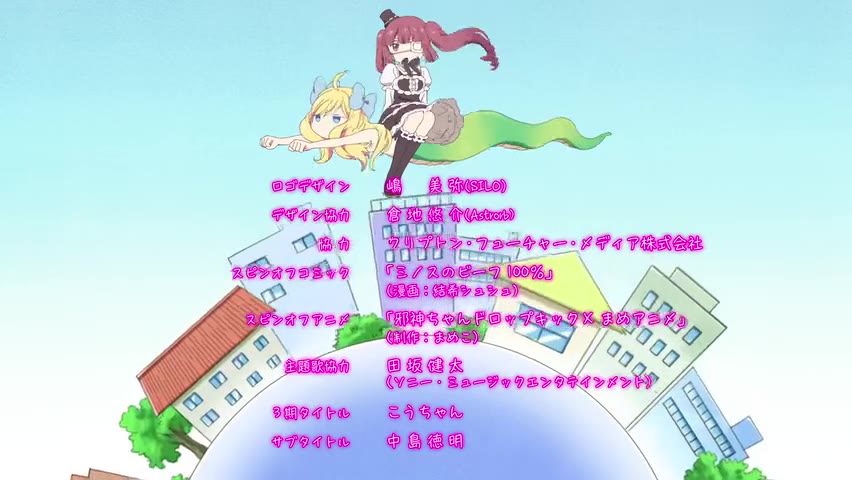 ロゴデザイン 嶋 美弥(SILO)
デザイン協力 倉地悠介(Astrorb)
協力 クリプトン・フューチャー・メディア株式会社
スピンオフコミック 「ミノスのビーフ 100%」
(漫画：結希シュシュ)
スピンオフアニメ 「邪神ちゃんドロップキックX まめアニメ」
(制作：まめこ)
主題歌協力 田坂健太
(ソニー・ミュージックエンタテインメント)
3期タイトル こうちゃん
サブタイトル 中島徳明